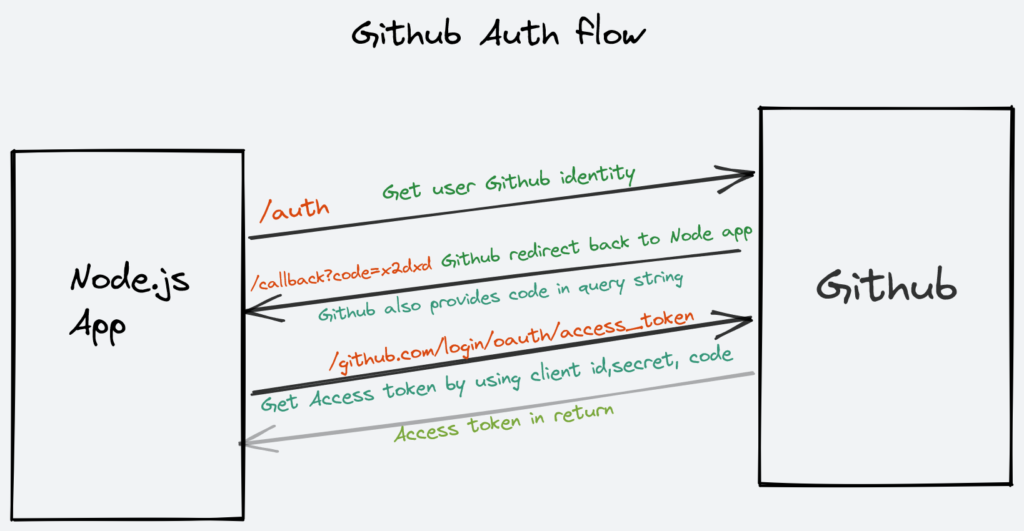 Github Auth flow
Node.js
App
Github
/auth
Get user Github identity
/callback?code=x2dxd
Github redirect back to Node app
Github also provides code in query string
/github.com/login/oauth/access_token
Get Access token by using client id,secret, code
Access token in return